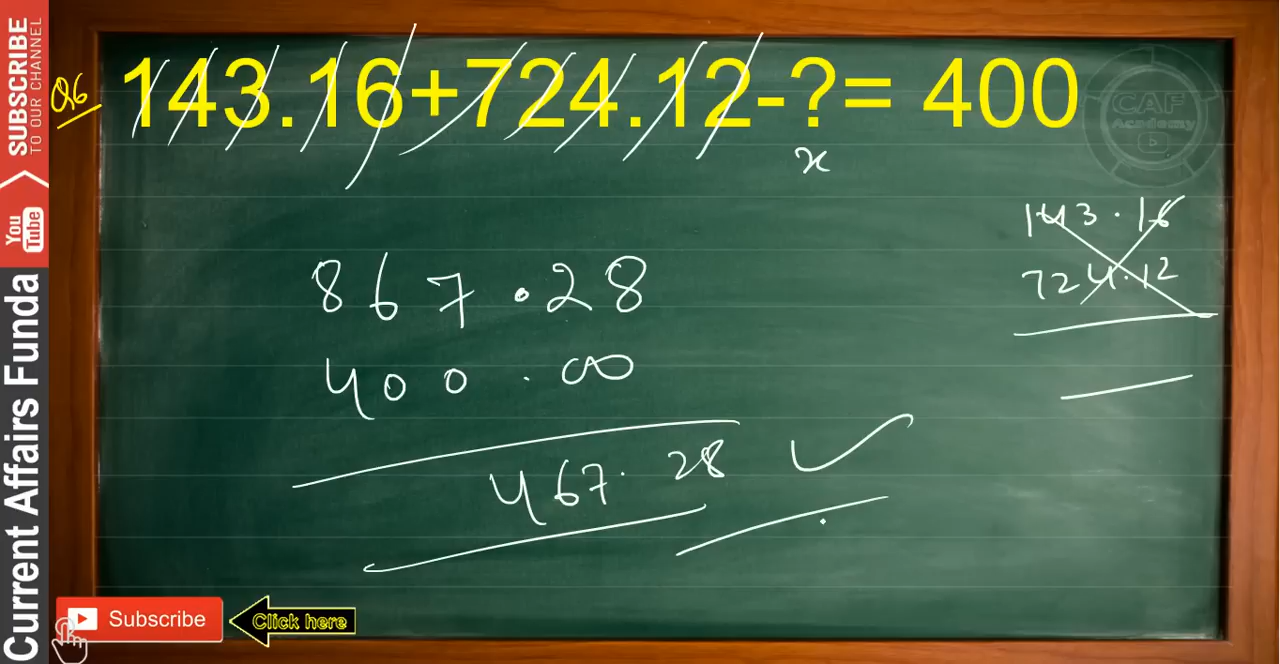 SUBSCRIBE
TO OUR CHANNEL
You
Tube
Current Affairs Funda
Q6
143.16+724.12-?= 400
x
CAF
Academy
143.16
724.12
867.28
400.00
467.28
Subscribe
Click here